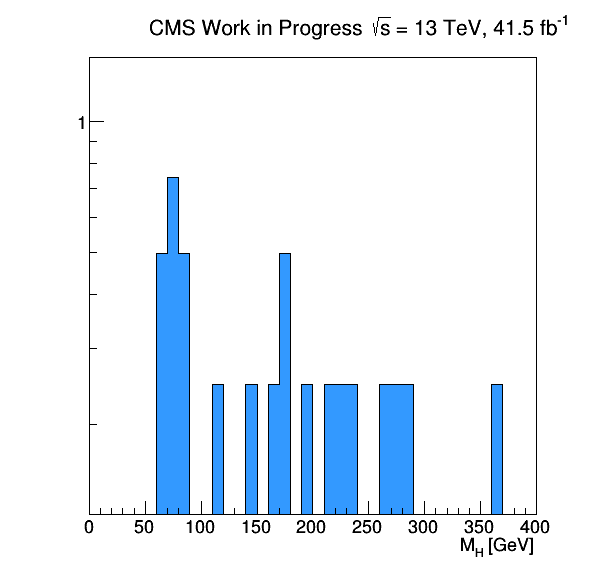 CMS Work in Progress √s = 13 TeV, 41.5 fb⁻¹
1
0 50 100 150 200 250 300 350 400
M_H [GeV]